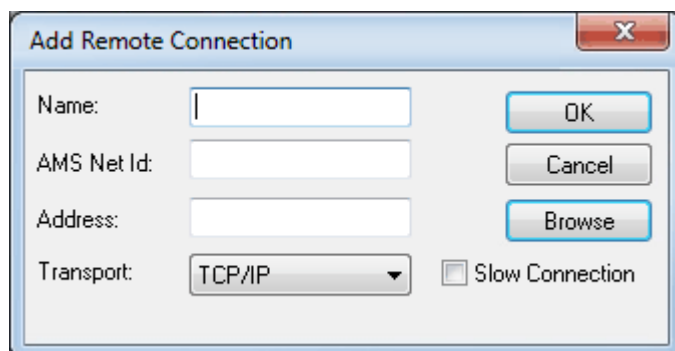 Add Remote Connection
Name:
OK
AMS Net Id:
Cancel
Address:
Browse
Transport:
TCP/IP
Slow Connection